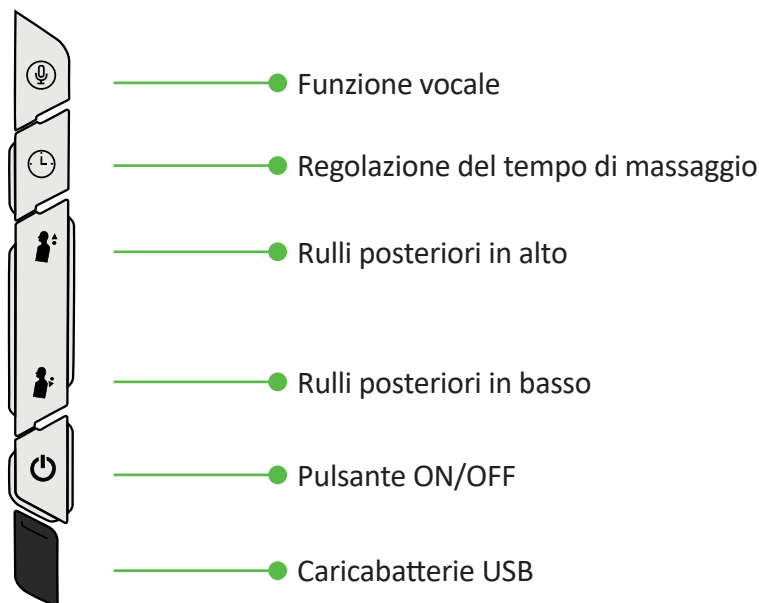 Funzione vocale
Regolazione del tempo di massaggio
Rulli posteriori in alto
Rulli posteriori in basso
Pulsante ON/OFF
Caricabatterie USB